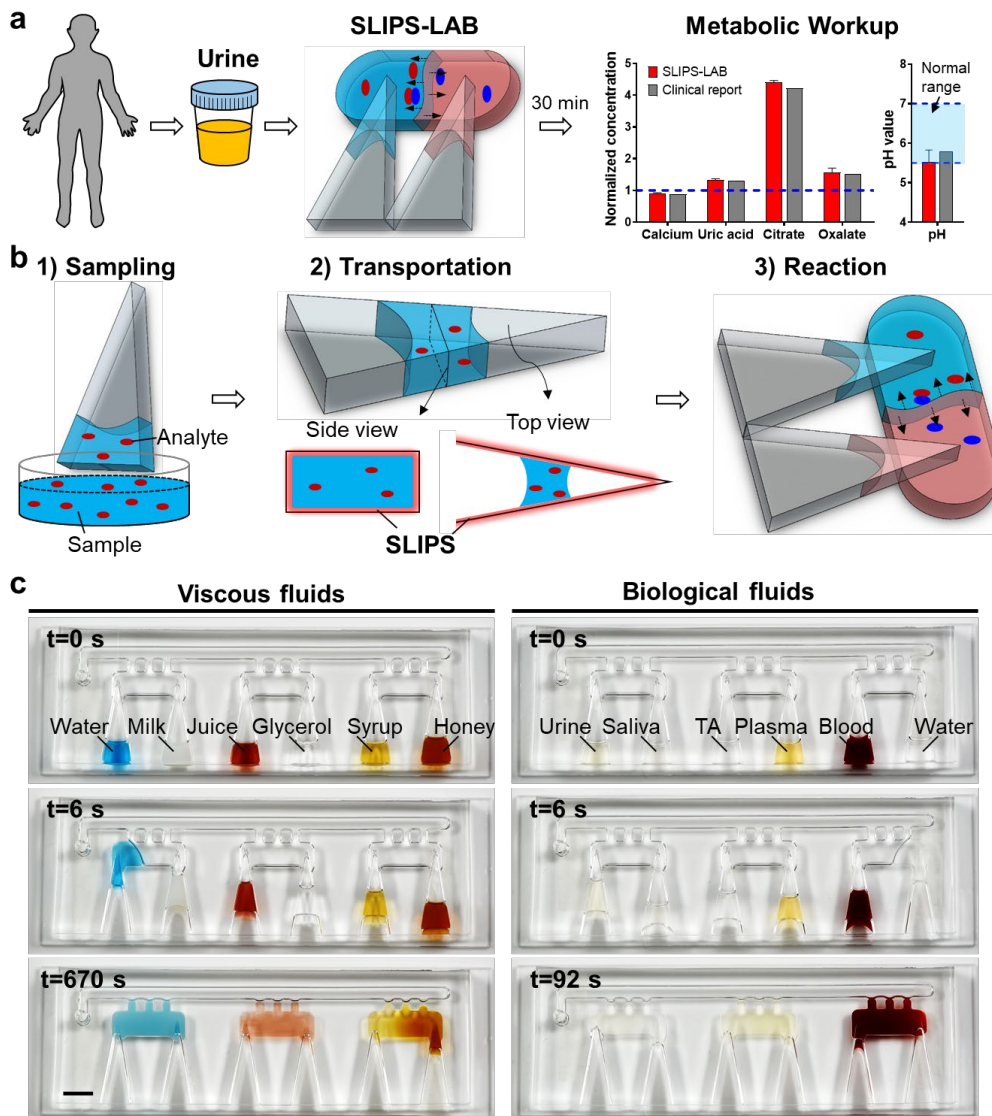 a
Urine
SLIPS-LAB
30 min
Metabolic Workup
Normalized concentration
5
4
3
2
1
0
SLIPS-LAB
Clinical report
Calcium Uric acid Citrate Oxalate
pH value
8
7
6
5
4
Normal
range
pH
b
1) Sampling
Analyte
Sample
2) Transportation
Side view
Top view
SLIPS
3) Reaction
c
Viscous fluids
t=0 s
Water Milk Juice Glycerol Syrup Honey
t=6 s
t=670 s
Biological fluids
t=0 s
Urine Saliva TA Plasma Blood Water
t=6 s
t=92 s